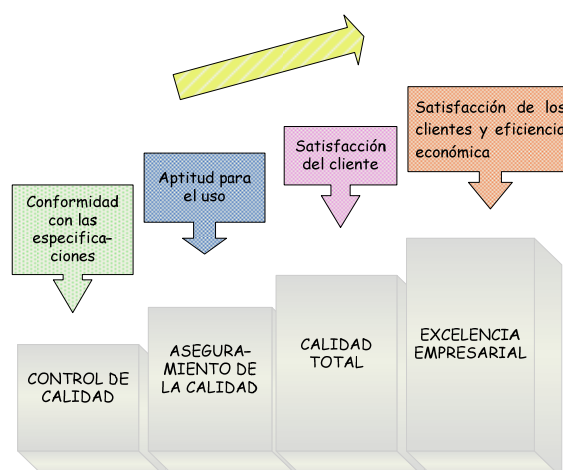 Conformidad
con las
especifica-
ciones
Aptitud para
el uso
Satisfacción
del cliente
Satisfacción de los
clientes y eficiencia
económica
CONTROL DE
CALIDAD
ASEGURA-
MIENTO DE
LA CALIDAD
CALIDAD
TOTAL
EXCELENCIA
EMPRESARIAL